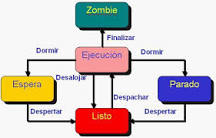 Zombie
Finalizar
Dormir
Ejecución
Dormir
Espera
Desalojar
Parado
Despachar
Despertar
Listo
Despertar